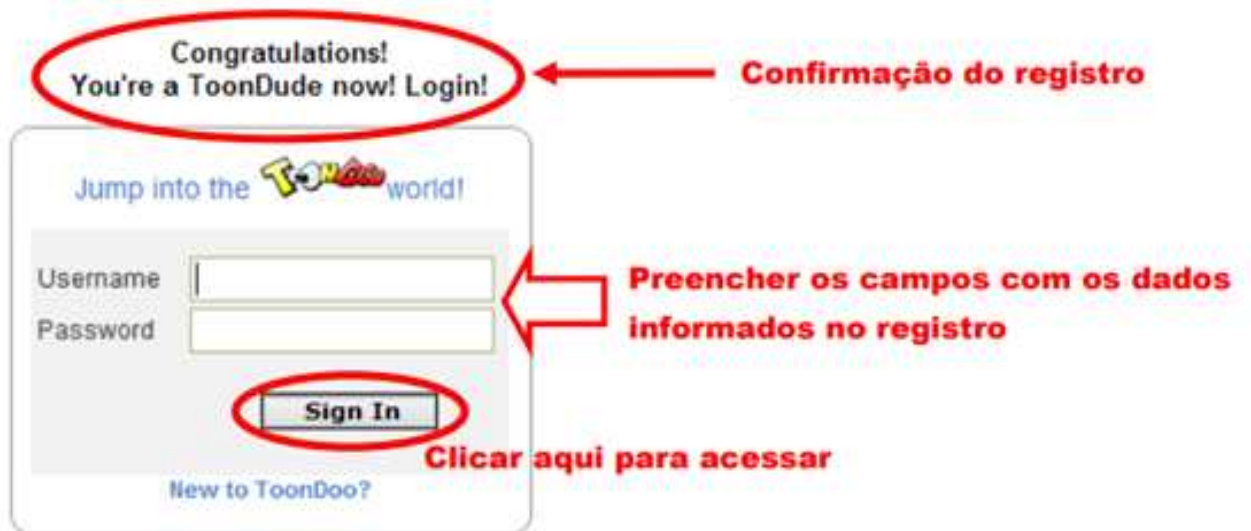 Congratulations!
You're a ToonDude now! Login!
Confirmação do registro
Jump into the ToonDoo world!
Username
Password
Preencher os campos com os dados
informados no registro
Sign In
Clicar aqui para acessar
New to ToonDoo?